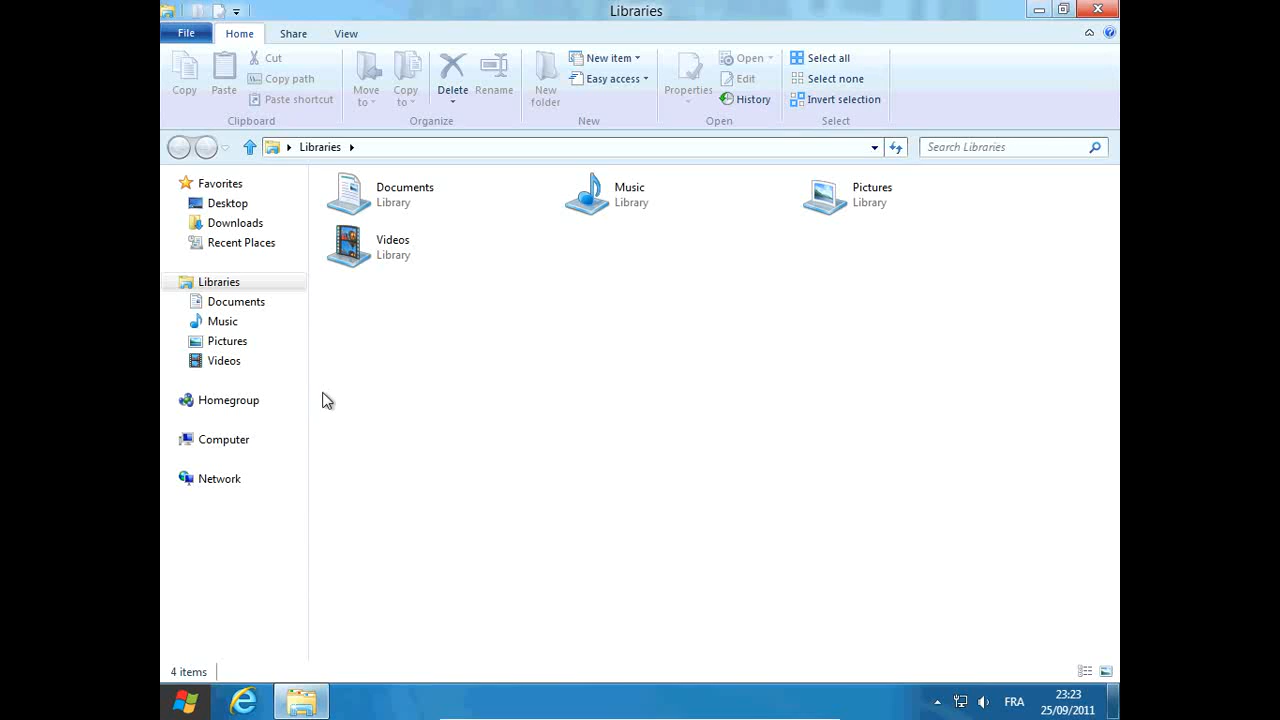 Libraries
File Home Share View
Copy
Paste
Cut
Copy path
Paste shortcut
Clipboard
Move to
Copy to
Delete
Rename
Organize
New folder
New item
Easy access
New
Properties
Open
Edit
History
Open
Select all
Select none
Invert selection
Select
Libraries
Search Libraries
Favorites
Desktop
Downloads
Recent Places
Libraries
Documents
Music
Pictures
Videos
Homegroup
Computer
Network
Documents
Library
Music
Library
Pictures
Library
Videos
Library
4 items
FRA
23:23
25/09/2011